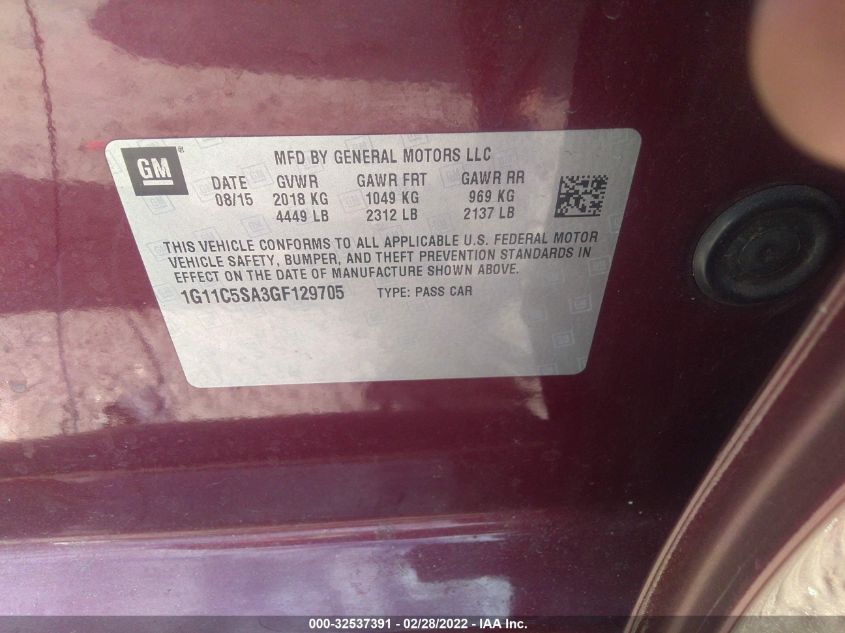 GM ®
MFD BY GENERAL MOTORS LLC
DATE GVWR GAWR FRT GAWR RR
08/15 2018 KG 1049 KG 969 KG
4449 LB 2312 LB 2137 LB
THIS VEHICLE CONFORMS TO ALL APPLICABLE U.S. FEDERAL MOTOR
VEHICLE SAFETY, BUMPER, AND THEFT PREVENTION STANDARDS IN
EFFECT ON THE DATE OF MANUFACTURE SHOWN ABOVE.
1G11C5SA3GF129705 TYPE: PASS CAR
000-32537391 - 02/28/2022 - IAA Inc.